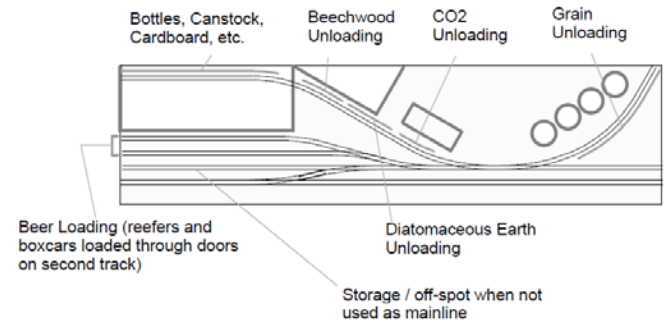 Bottles, Canstock,
Cardboard, etc.
Beechwood
Unloading
CO2
Unloading
Grain
Unloading
Beer Loading (reefers and
boxcars loaded through doors
on second track)
Diatomaceous Earth
Unloading
Storage / off-spot when not
used as mainline